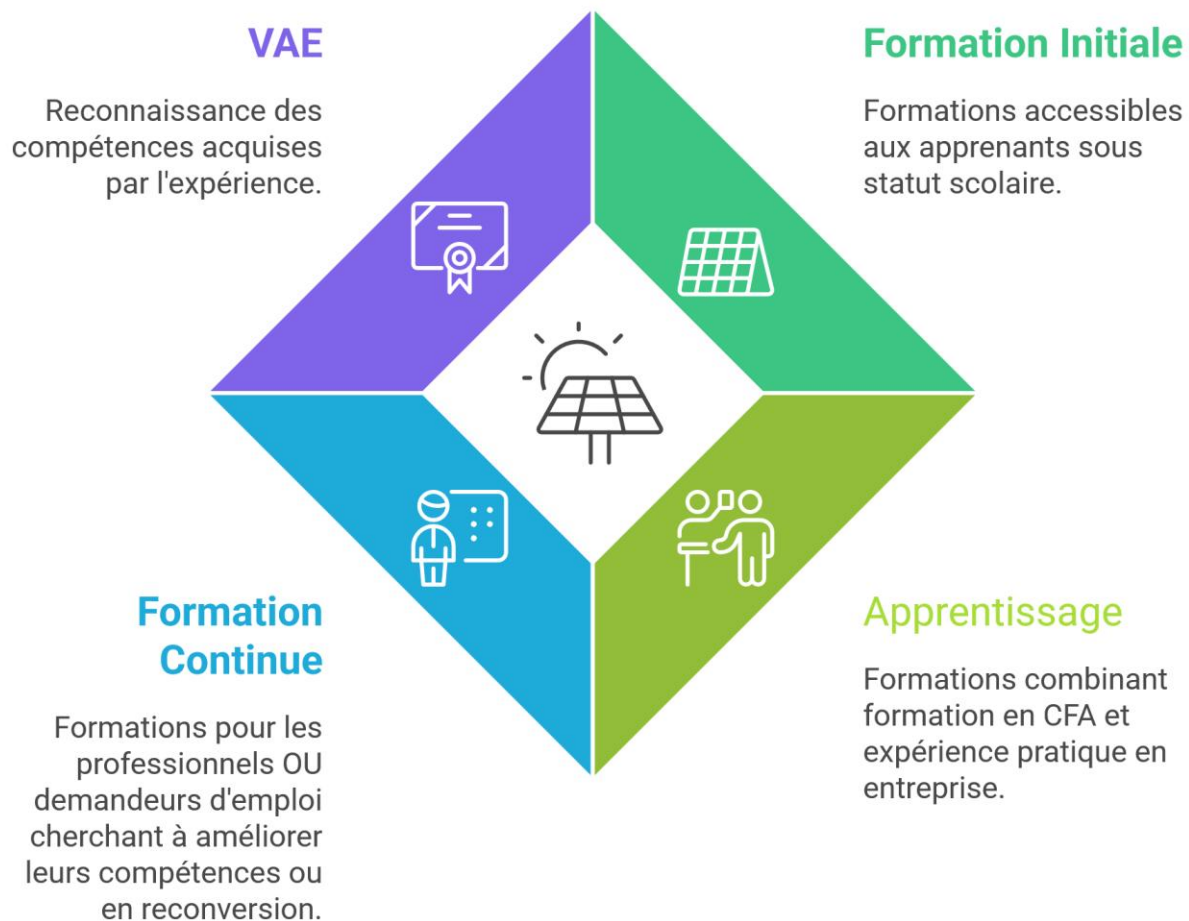 VAE
Reconnaissance des
compétences acquises
par l'expérience.
Formation Initiale
Formations accessibles
aux apprenants sous
statut scolaire.
Formation
Continue
Formations pour les
professionnels OU
demandeurs d'emploi
cherchant à améliorer
leurs compétences ou
en reconversion.
Apprentissage
Formations combinant
formation en CFA et
expérience pratique en
entreprise.